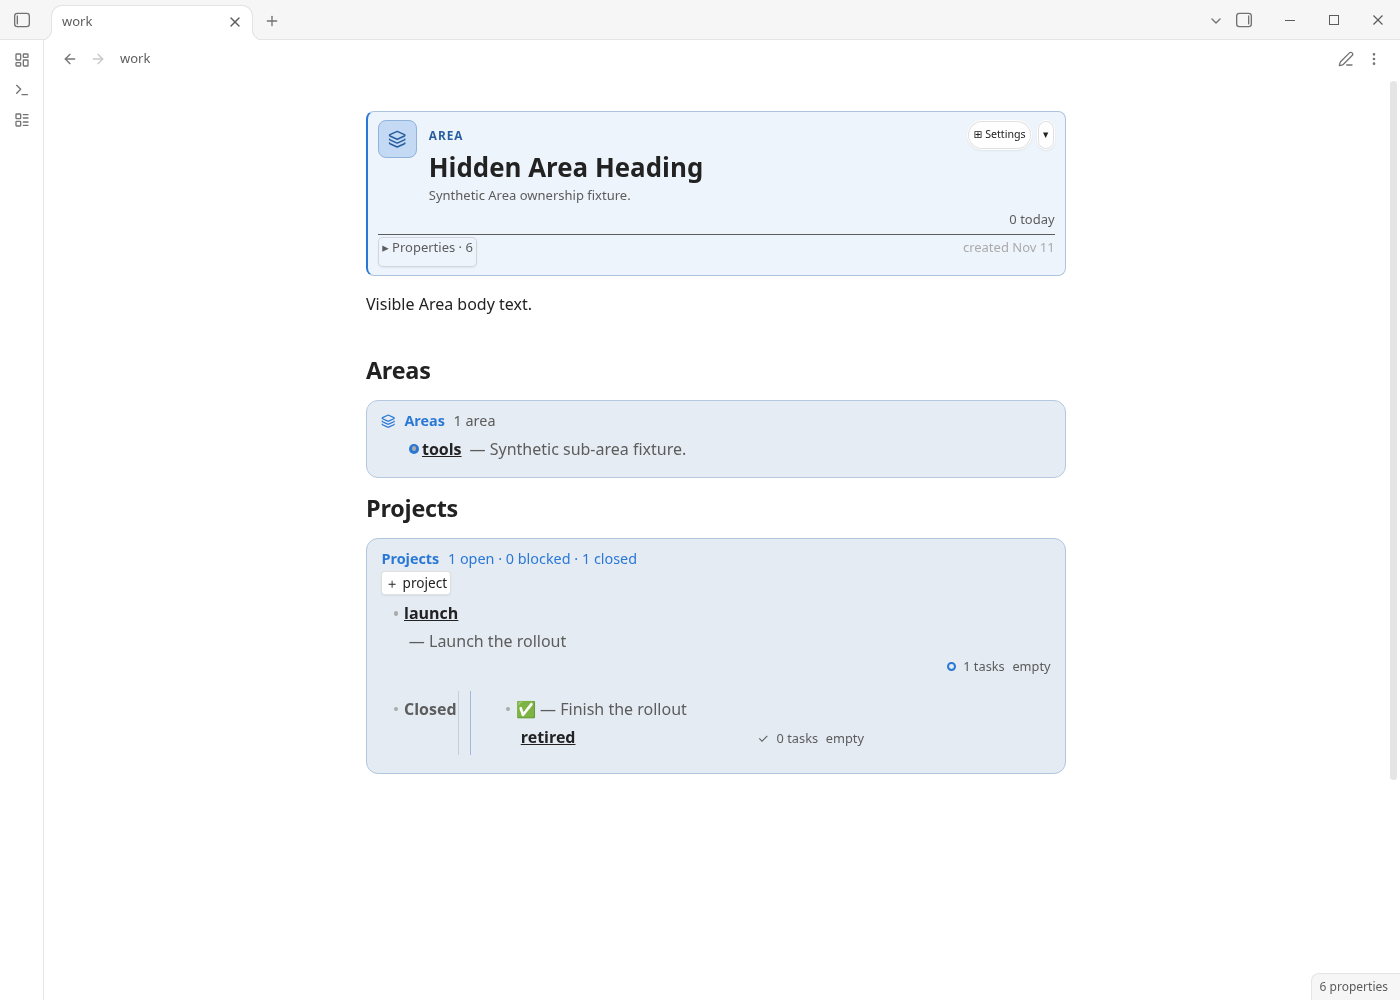 work
work
AREA
⊞ Settings ▾
Hidden Area Heading
Synthetic Area ownership fixture.
0 today
▸ Properties · 6
created Nov 11
Visible Area body text.
Areas
Areas 1 area
tools — Synthetic sub-area fixture.
Projects
Projects 1 open · 0 blocked · 1 closed
+ project
• launch
— Launch the rollout
1 tasks empty
• Closed
• ✅ — Finish the rollout
retired
✓ 0 tasks empty
6 properties